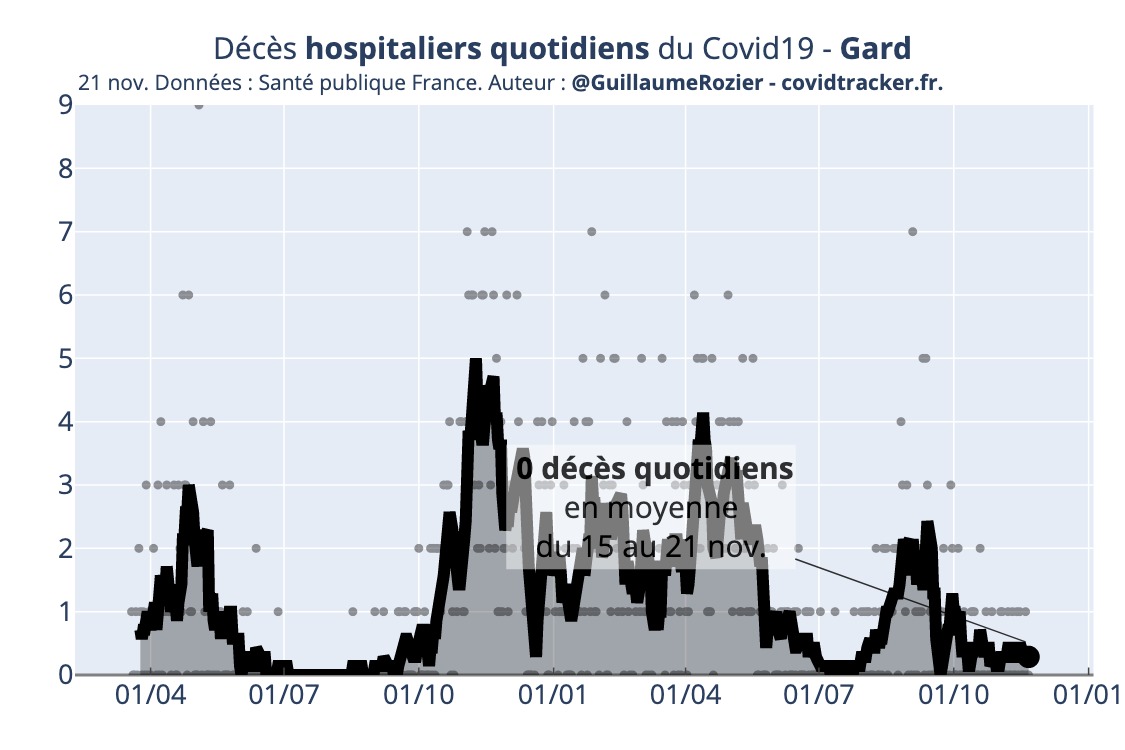 Décès hospitaliers quotidiens du Covid19 - Gard
21 nov. Données : Santé publique France. Auteur : @GuillaumeRozier - covidtracker.fr.
9
8
7
6
5
4
3
2
1
0
0 décès quotidiens
en moyenne
du 15 au 21 nov.
01/04 01/07 01/10 01/01 01/04 01/07 01/10 01/01